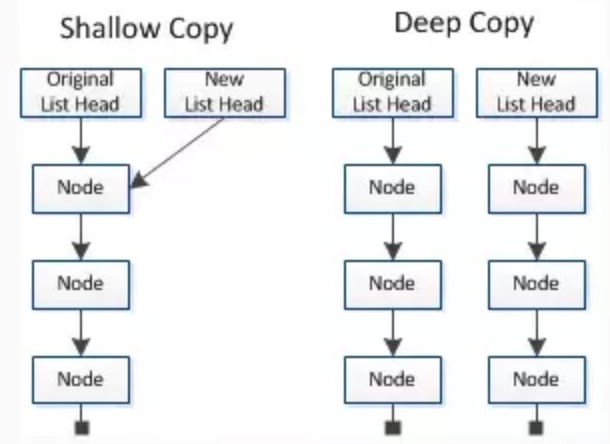 Shallow Copy
Deep Copy
Original
List Head
New
List Head
Original
List Head
New
List Head
Node
Node
Node
Node
Node
Node
Node
Node
Node